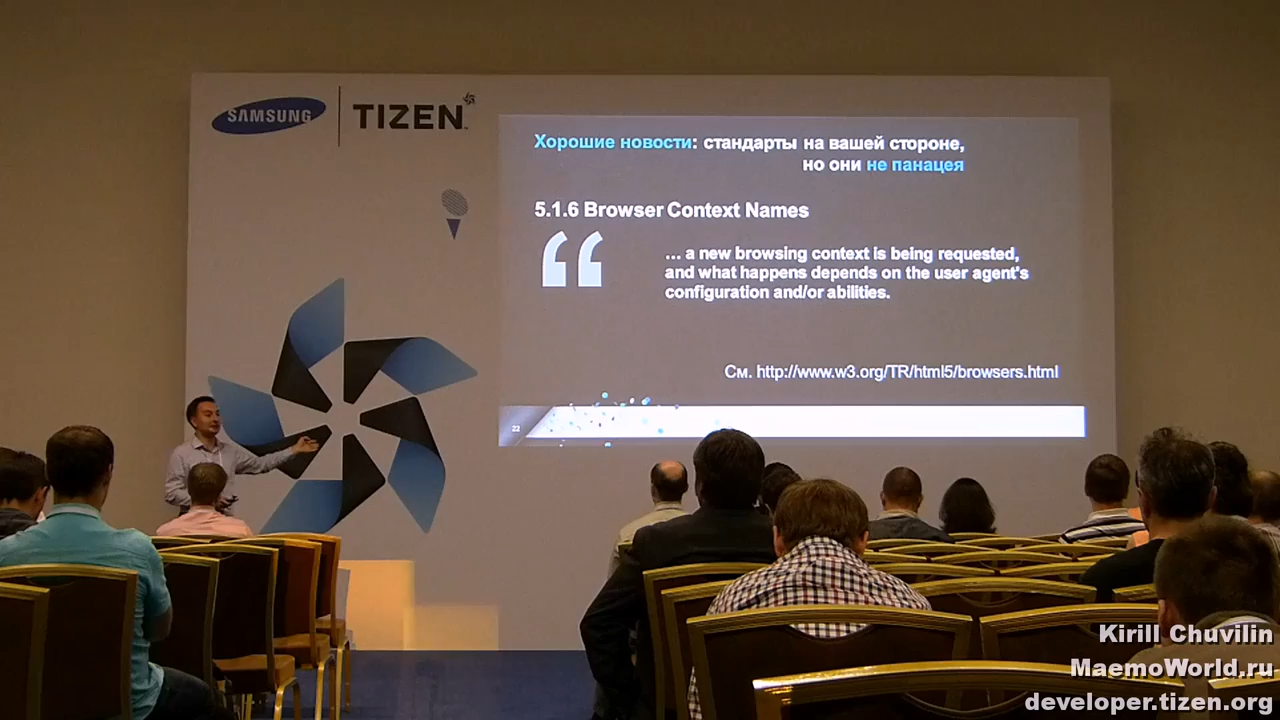 SAMSUNG
TIZEN™
Хорошие новости: стандарты на вашей стороне,
но они не панацея
5.1.6 Browser Context Names
“
... a new browsing context is being requested,
and what happens depends on the user agent's
configuration and/or abilities.
См. http://www.w3.org/TR/html5/browsers.html
22
Kirill Chuvilin
MaemoWorld.ru
developer.tizen.org